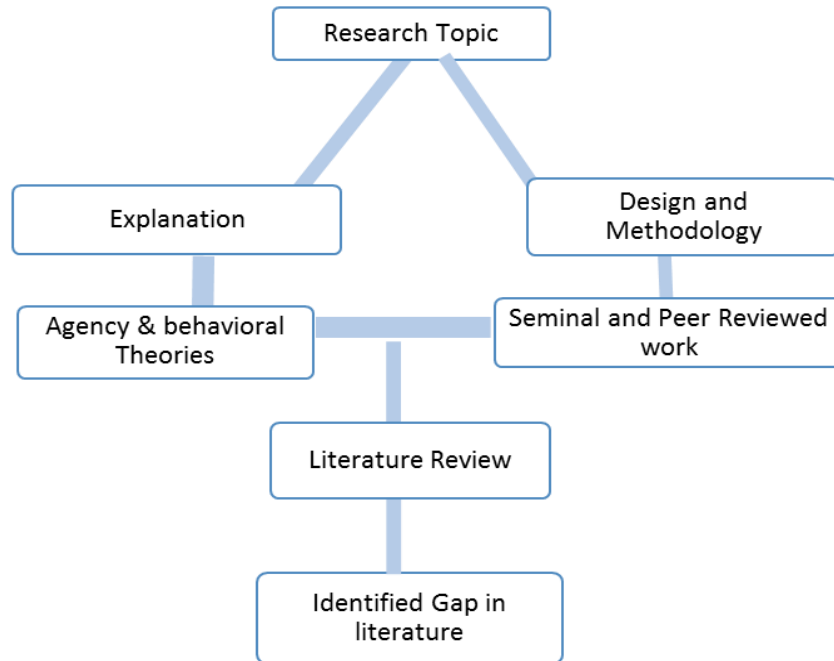 Research Topic
Explanation
Design and
Methodology
Agency & behavioral
Theories
Seminal and Peer Reviewed
work
Literature Review
Identified Gap in
literature